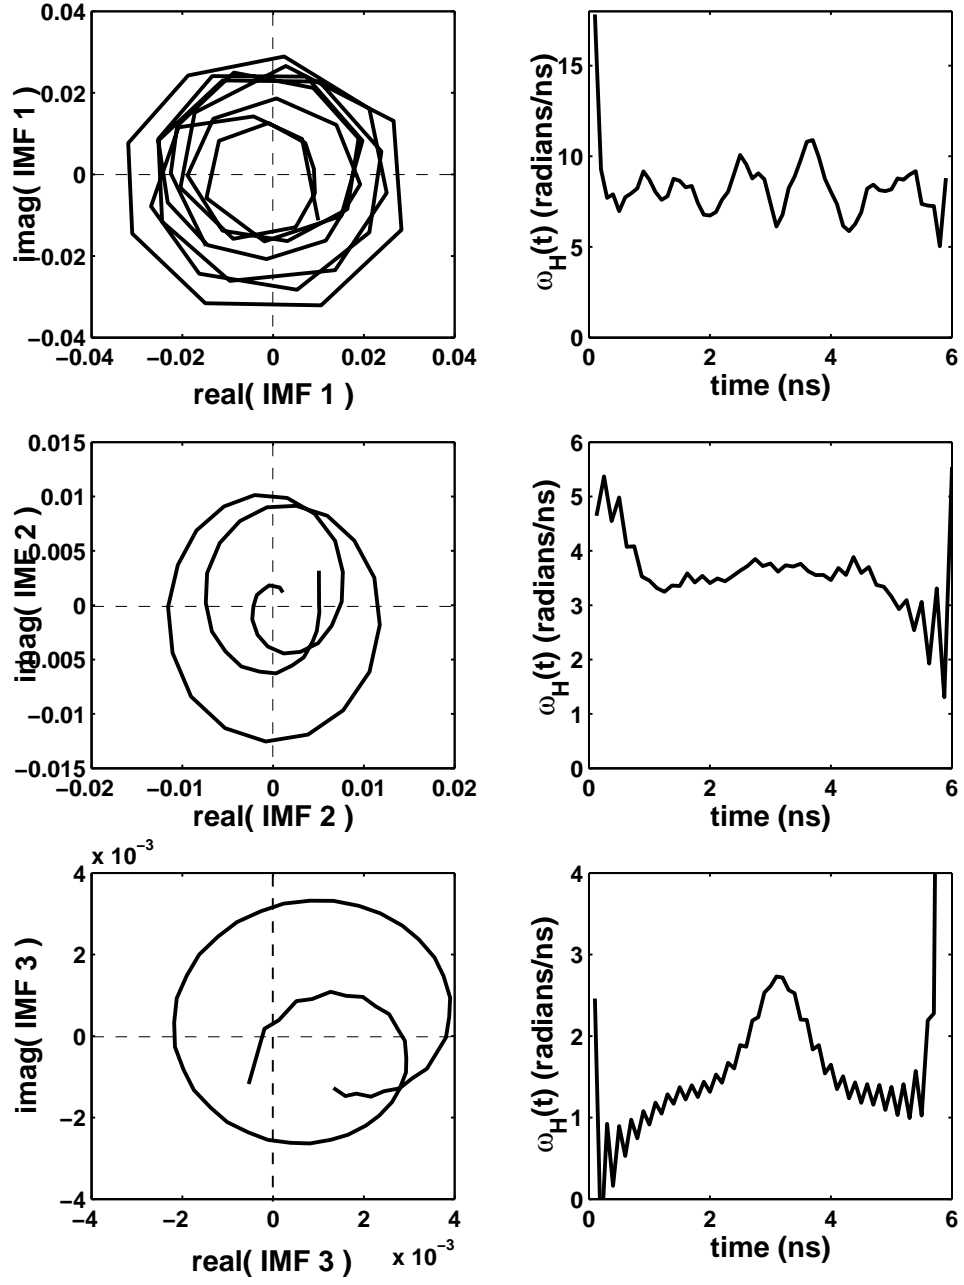 0.04
0.02
0
−0.02
−0.04
−0.04 −0.02 0 0.02 0.04
real( IMF 1 )
imag( IMF 1 )
15
10
5
0
0 2 4 6
time (ns)
ω_H(t) (radians/ns)
0.015
0.01
0.005
0
−0.005
−0.01
−0.015
−0.02 −0.01 0 0.01 0.02
real( IMF 2 )
imag( IMF 2 )
6
5
4
3
2
1
0
0 2 4 6
time (ns)
ω_H(t) (radians/ns)
x 10⁻³
4
2
0
−2
−4
−4 −2 0 2 4
x 10⁻³
real( IMF 3 )
imag( IMF 3 )
4
3
2
1
0
0 2 4 6
time (ns)
ω_H(t) (radians/ns)